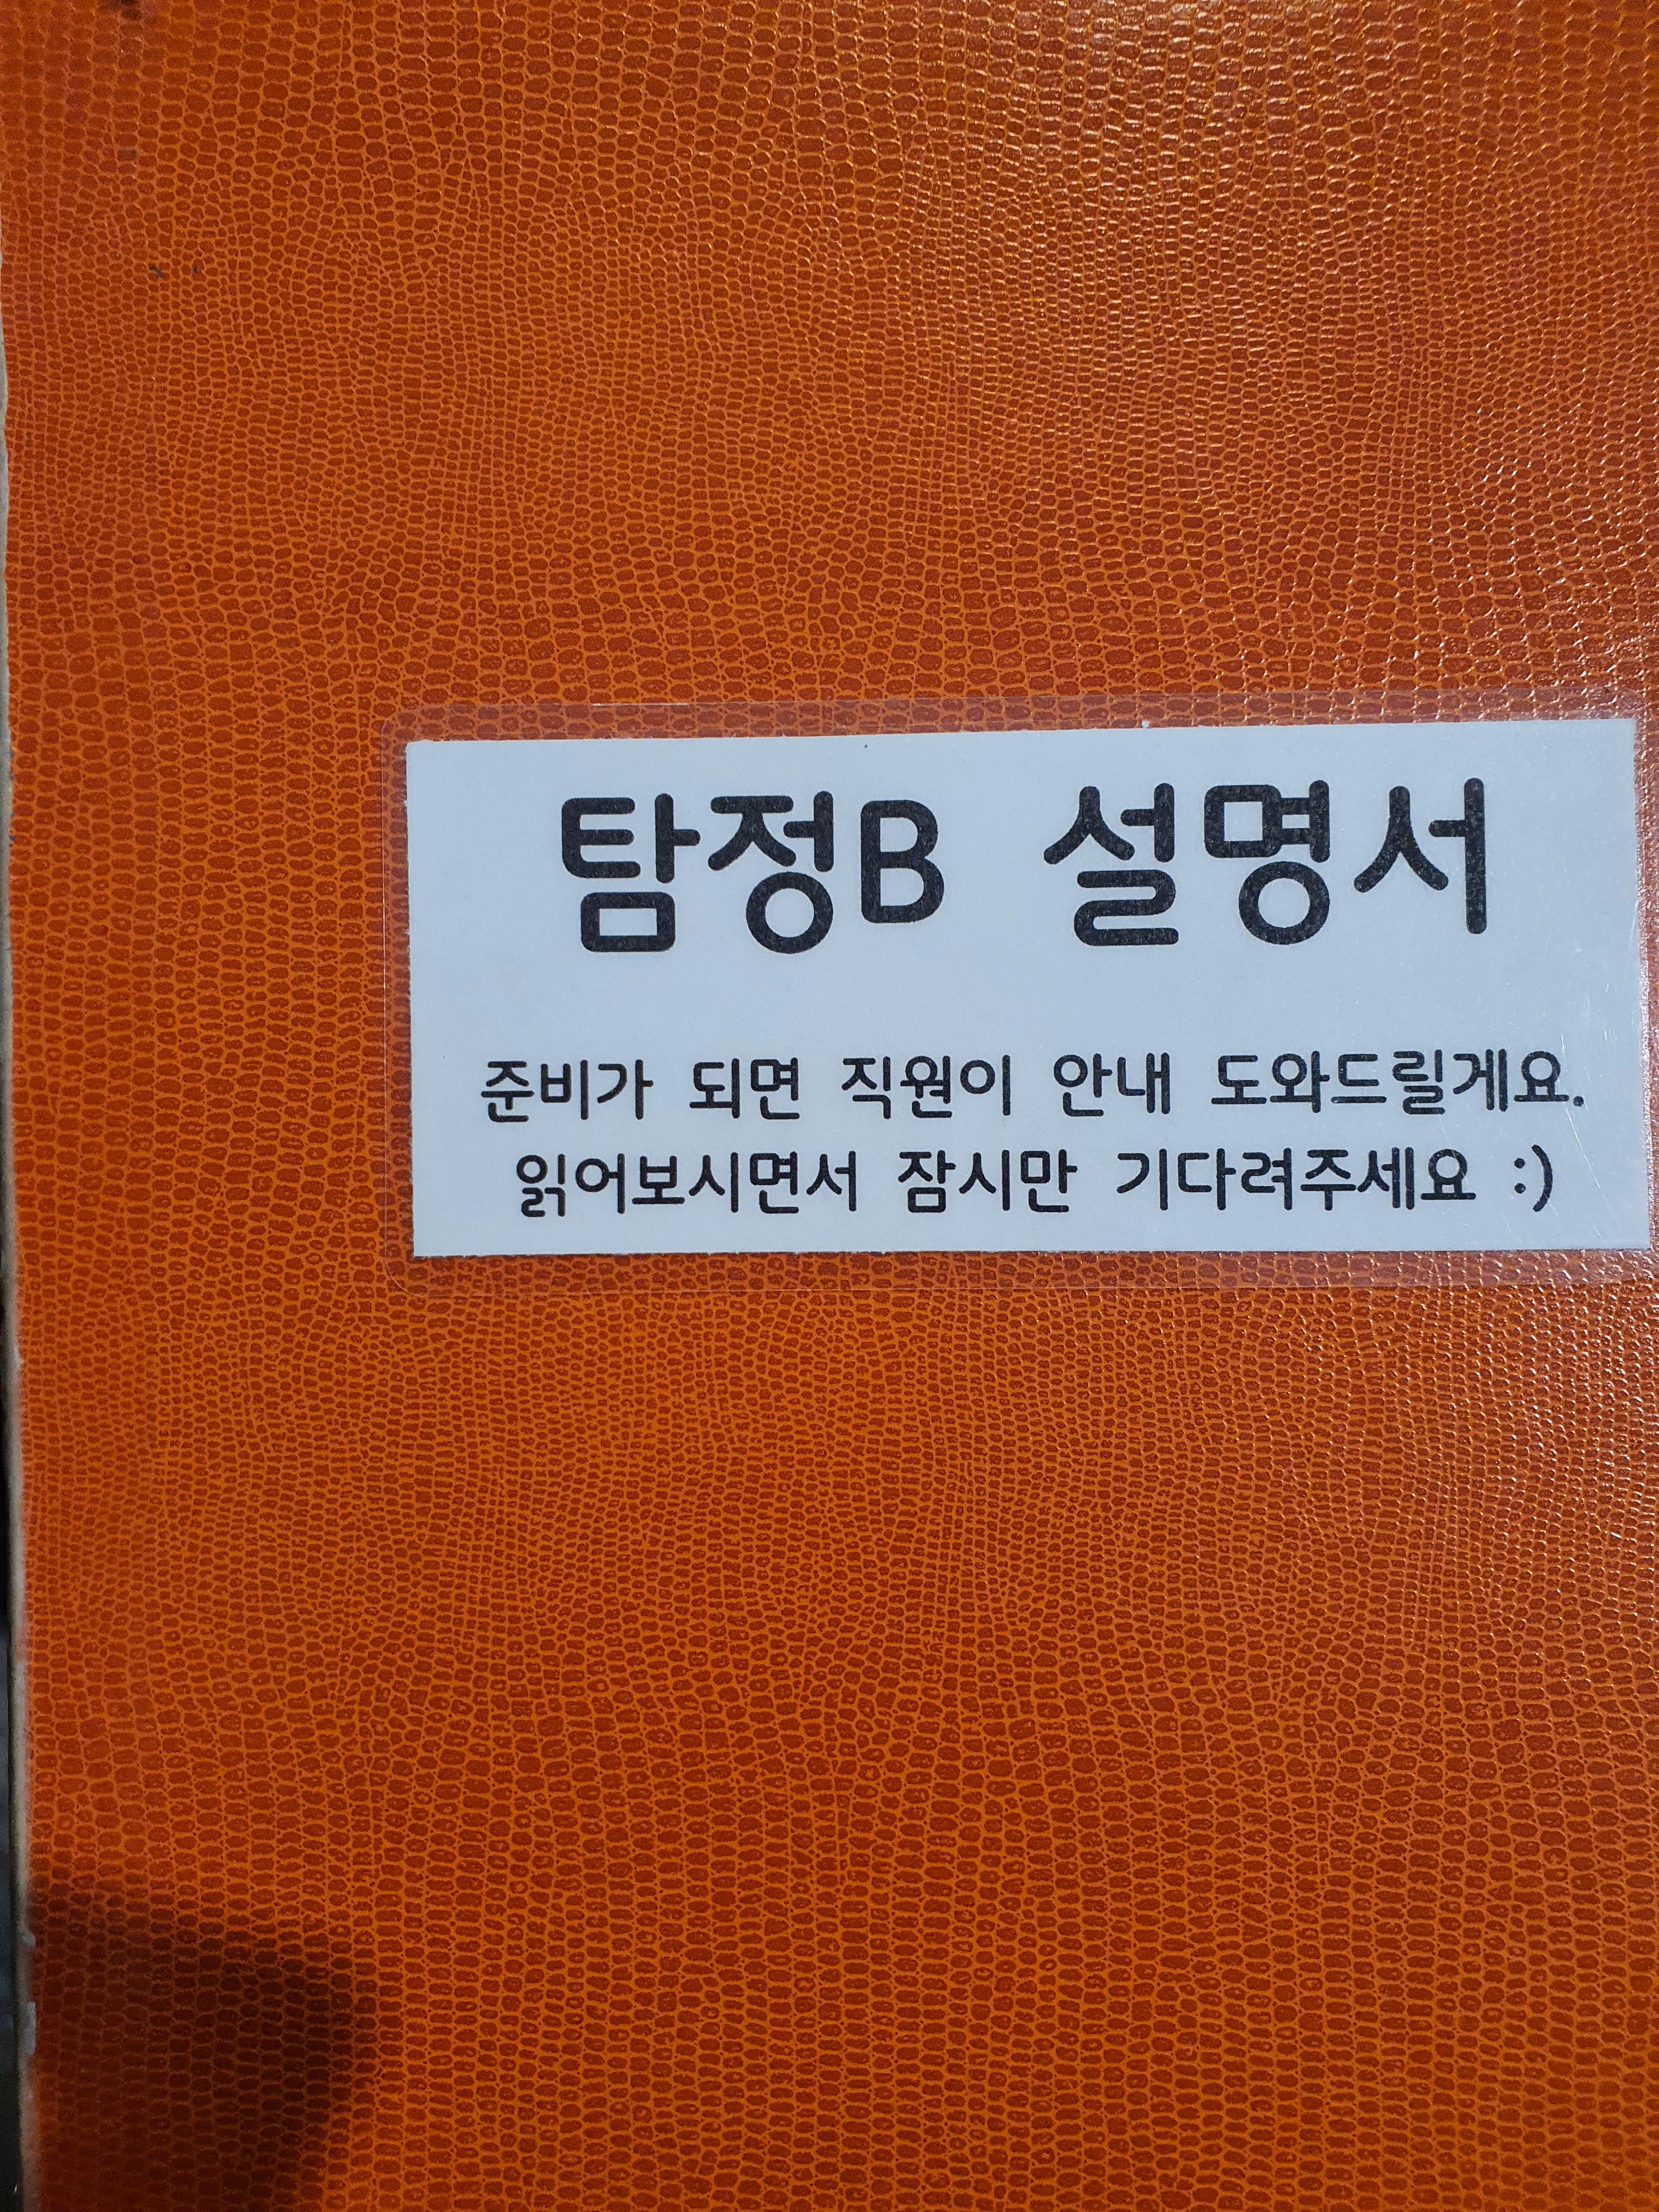 탐정B 설명서
준비가 되면 직원이 안내 도와드릴게요.
읽어보시면서 잠시만 기다려주세요 :)